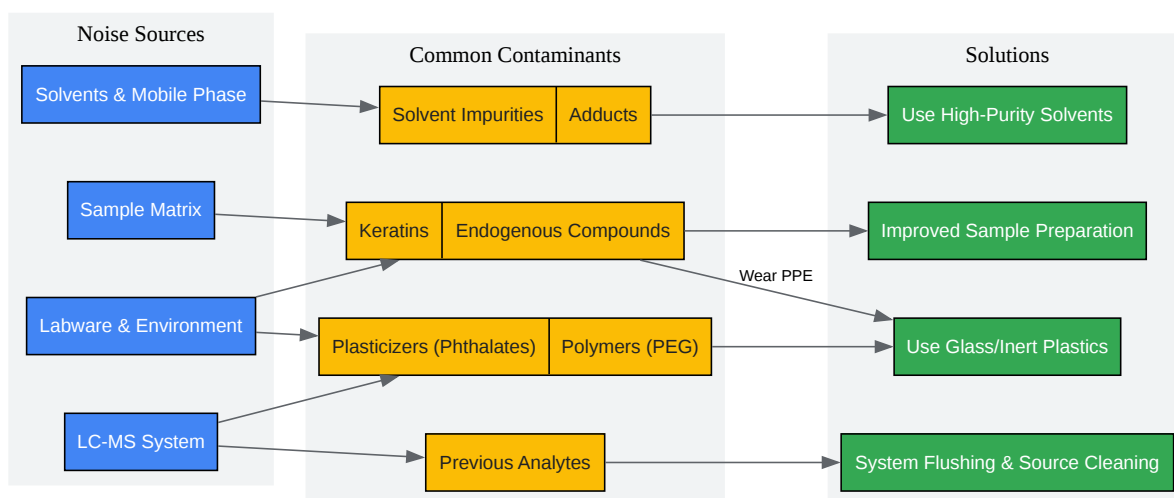 Noise Sources
Common Contaminants
Solutions
Solvents & Mobile Phase
Solvent Impurities
Adducts
Use High-Purity Solvents
Sample Matrix
Keratins
Endogenous Compounds
Improved Sample Preparation
Wear PPE
Labware & Environment
Plasticizers (Phthalates)
Polymers (PEG)
Use Glass/Inert Plastics
LC-MS System
Previous Analytes
System Flushing & Source Cleaning